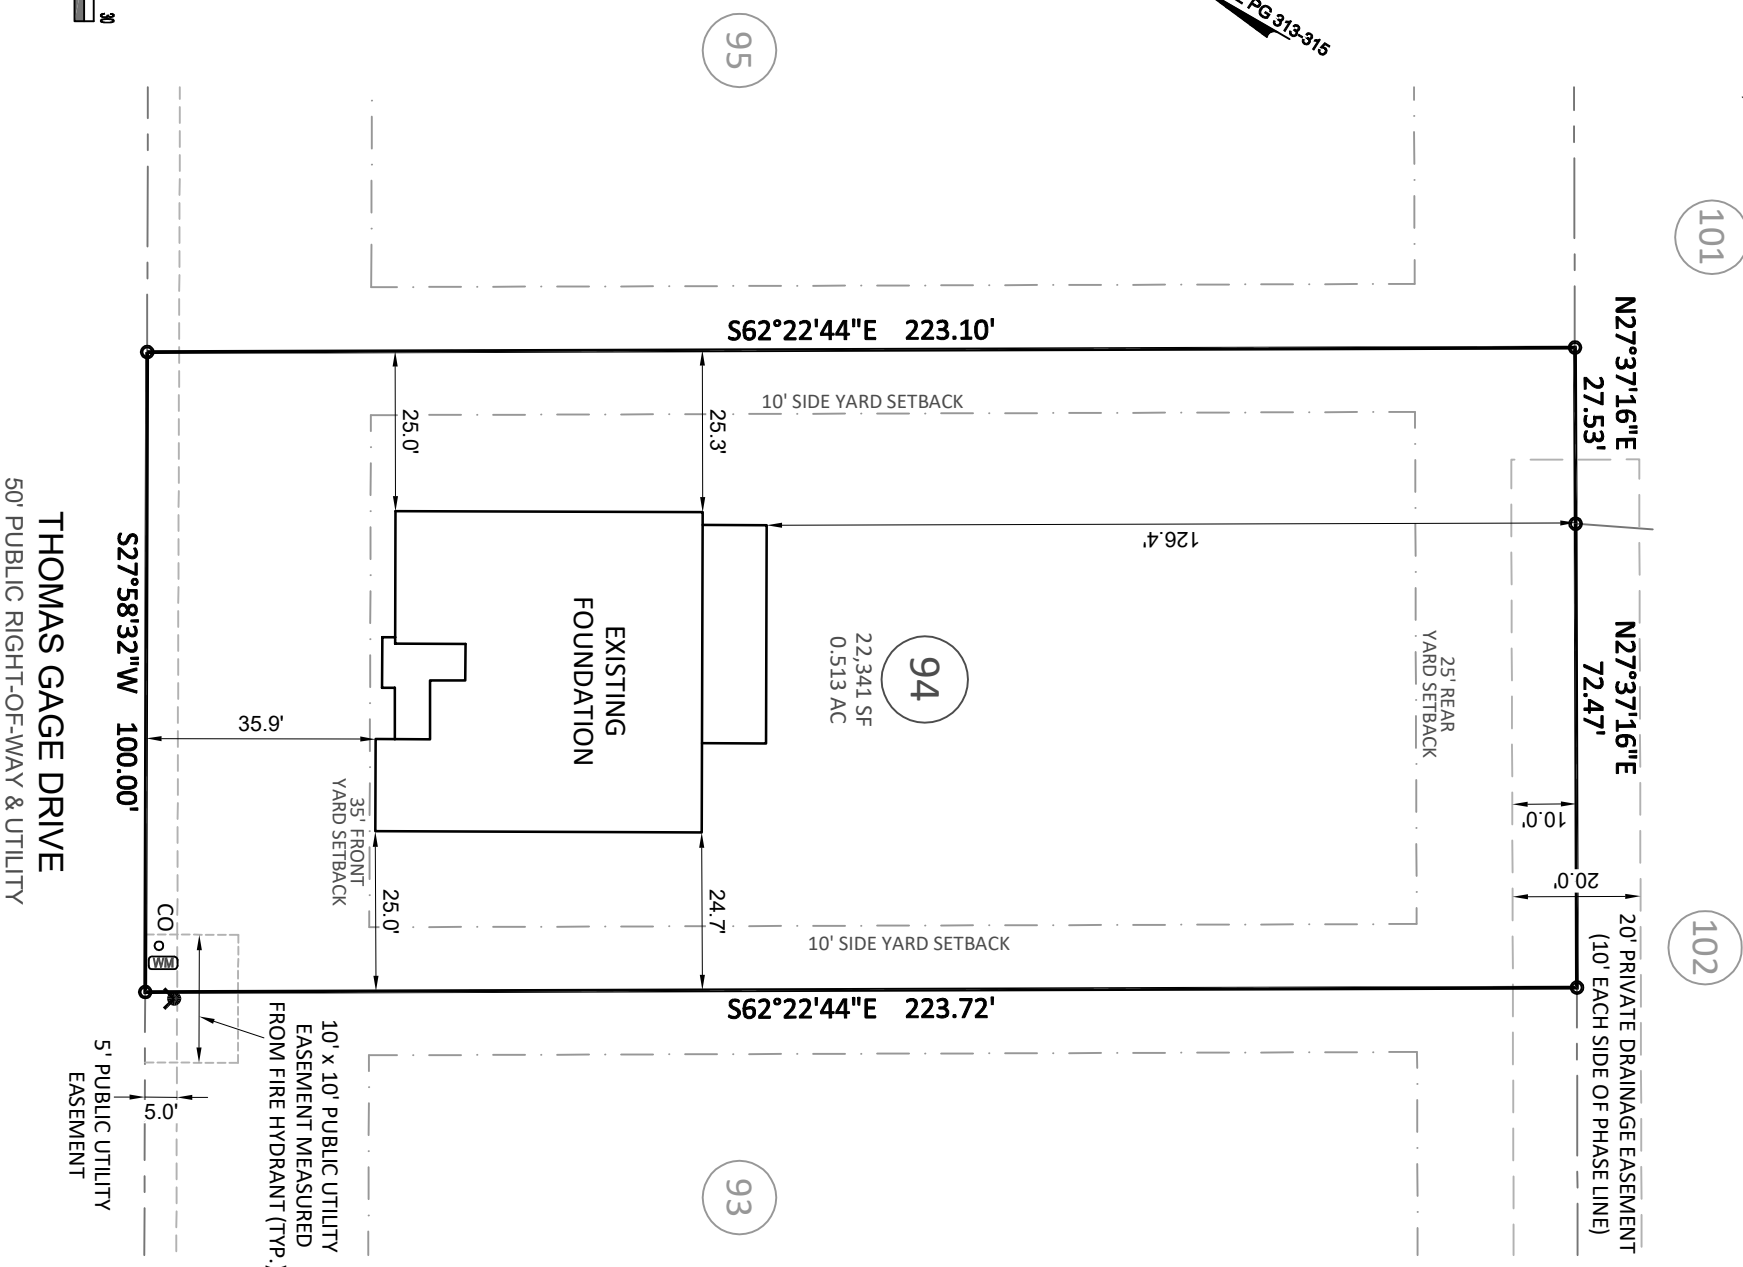 30
PG 313-315
95
101
N27°37'16"E
27.53'
S62°22'44"E 223.10'
10' SIDE YARD SETBACK
25.0'
25.3'
126.4'
EXISTING
FOUNDATION
94
22,341 SF
0.513 AC
25' REAR
YARD SETBACK
N27°37'16"E
72.47'
10.0'
20.0'
35.9'
35' FRONT
YARD SETBACK
25.0'
24.7'
10' SIDE YARD SETBACK
S62°22'44"E 223.72'
S27°58'32"W 100.00'
THOMAS GAGE DRIVE
50' PUBLIC RIGHT-OF-WAY & UTILITY
CO
WM
102
20' PRIVATE DRAINAGE EASEMENT
(10' EACH SIDE OF PHASE LINE)
10' x 10' PUBLIC UTILITY
EASEMENT MEASURED
FROM FIRE HYDRANT (TYP.)
5.0'
5' PUBLIC UTILITY
EASEMENT
93